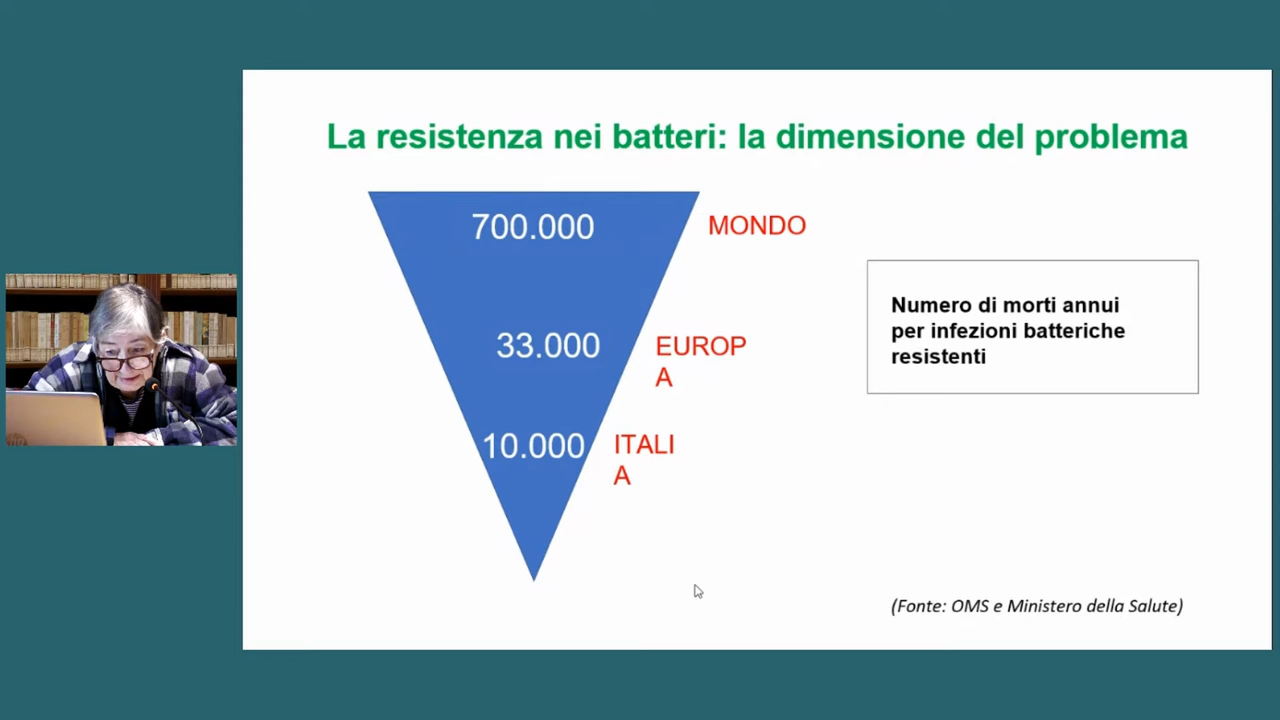 La resistenza nei batteri: la dimensione del problema
700.000
MONDO
33.000
EUROP
A
10.000
ITALI
A
Numero di morti annui
per infezioni batteriche
resistenti
(Fonte: OMS e Ministero della Salute)